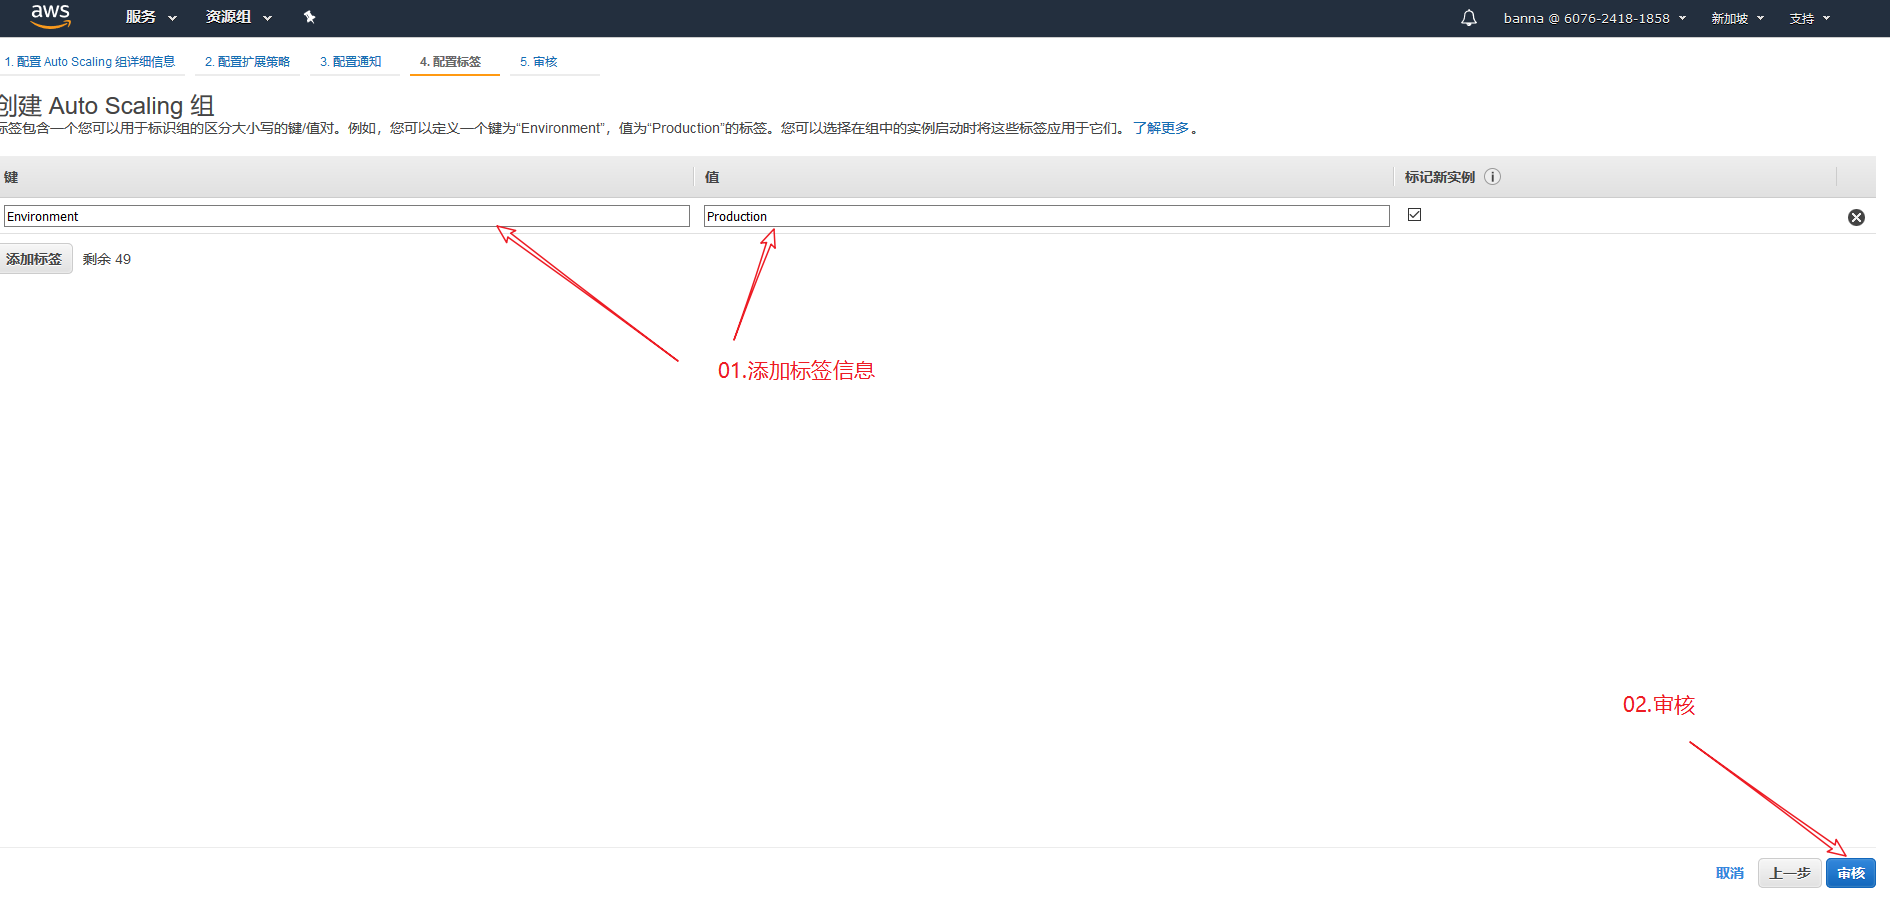 aws 服务 资源组 banna @ 6076-2418-1858 新加坡 支持
1. 配置 Auto Scaling 组详细信息 2. 配置扩展策略 3. 配置通知 4. 配置标签 5. 审核
创建 Auto Scaling 组
标签包含一个您可以用于标识组的区分大小写的键/值对。例如，您可以定义一个键为“Environment”，值为“Production”的标签。您可以选择在组中的实例启动时将这些标签应用于它们。 了解更多。
键 值 标记新实例
Environment Production
添加标签 剩余 49
01.添加标签信息
02.审核
取消 上一步 审核